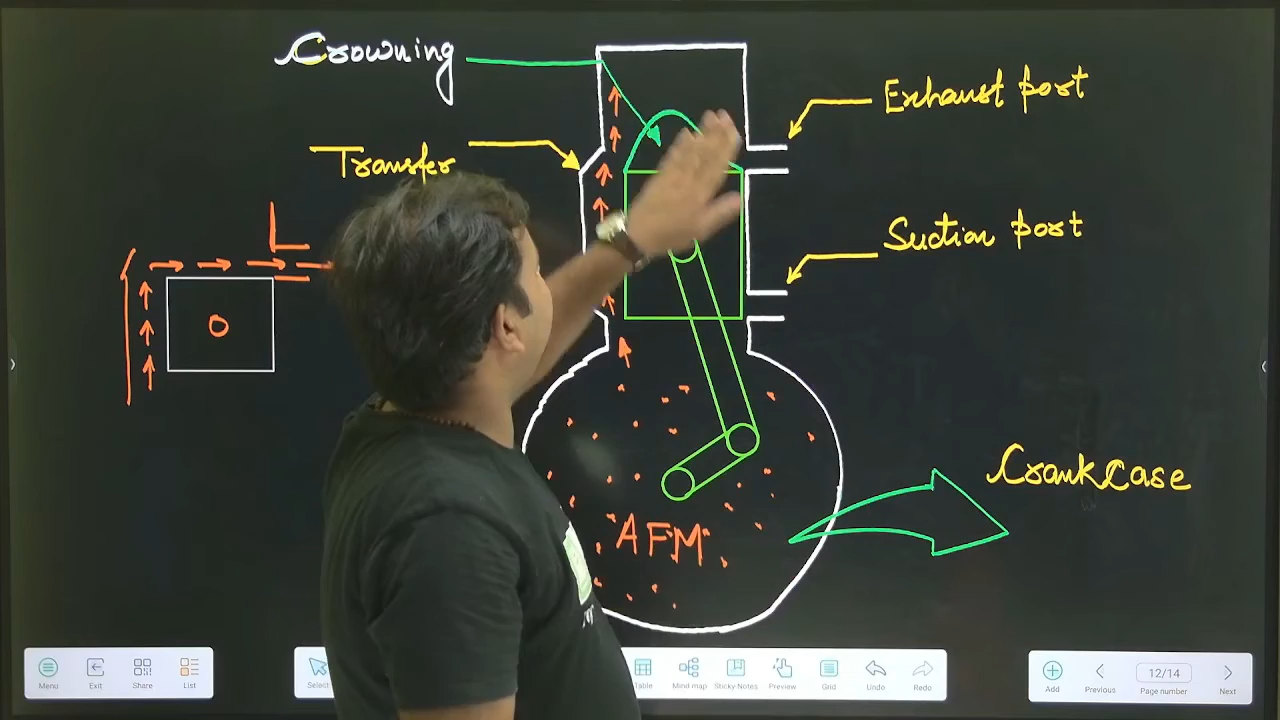 Crowning
Exhaust port
Transfer
Suction port
O
AFM
Crankcase
Menu
Exit
Share
List
Select
Table
Mind map
Sticky Notes
Preview
Grid
Undo
Redo
Add
Previous
12/14
Page number
Next